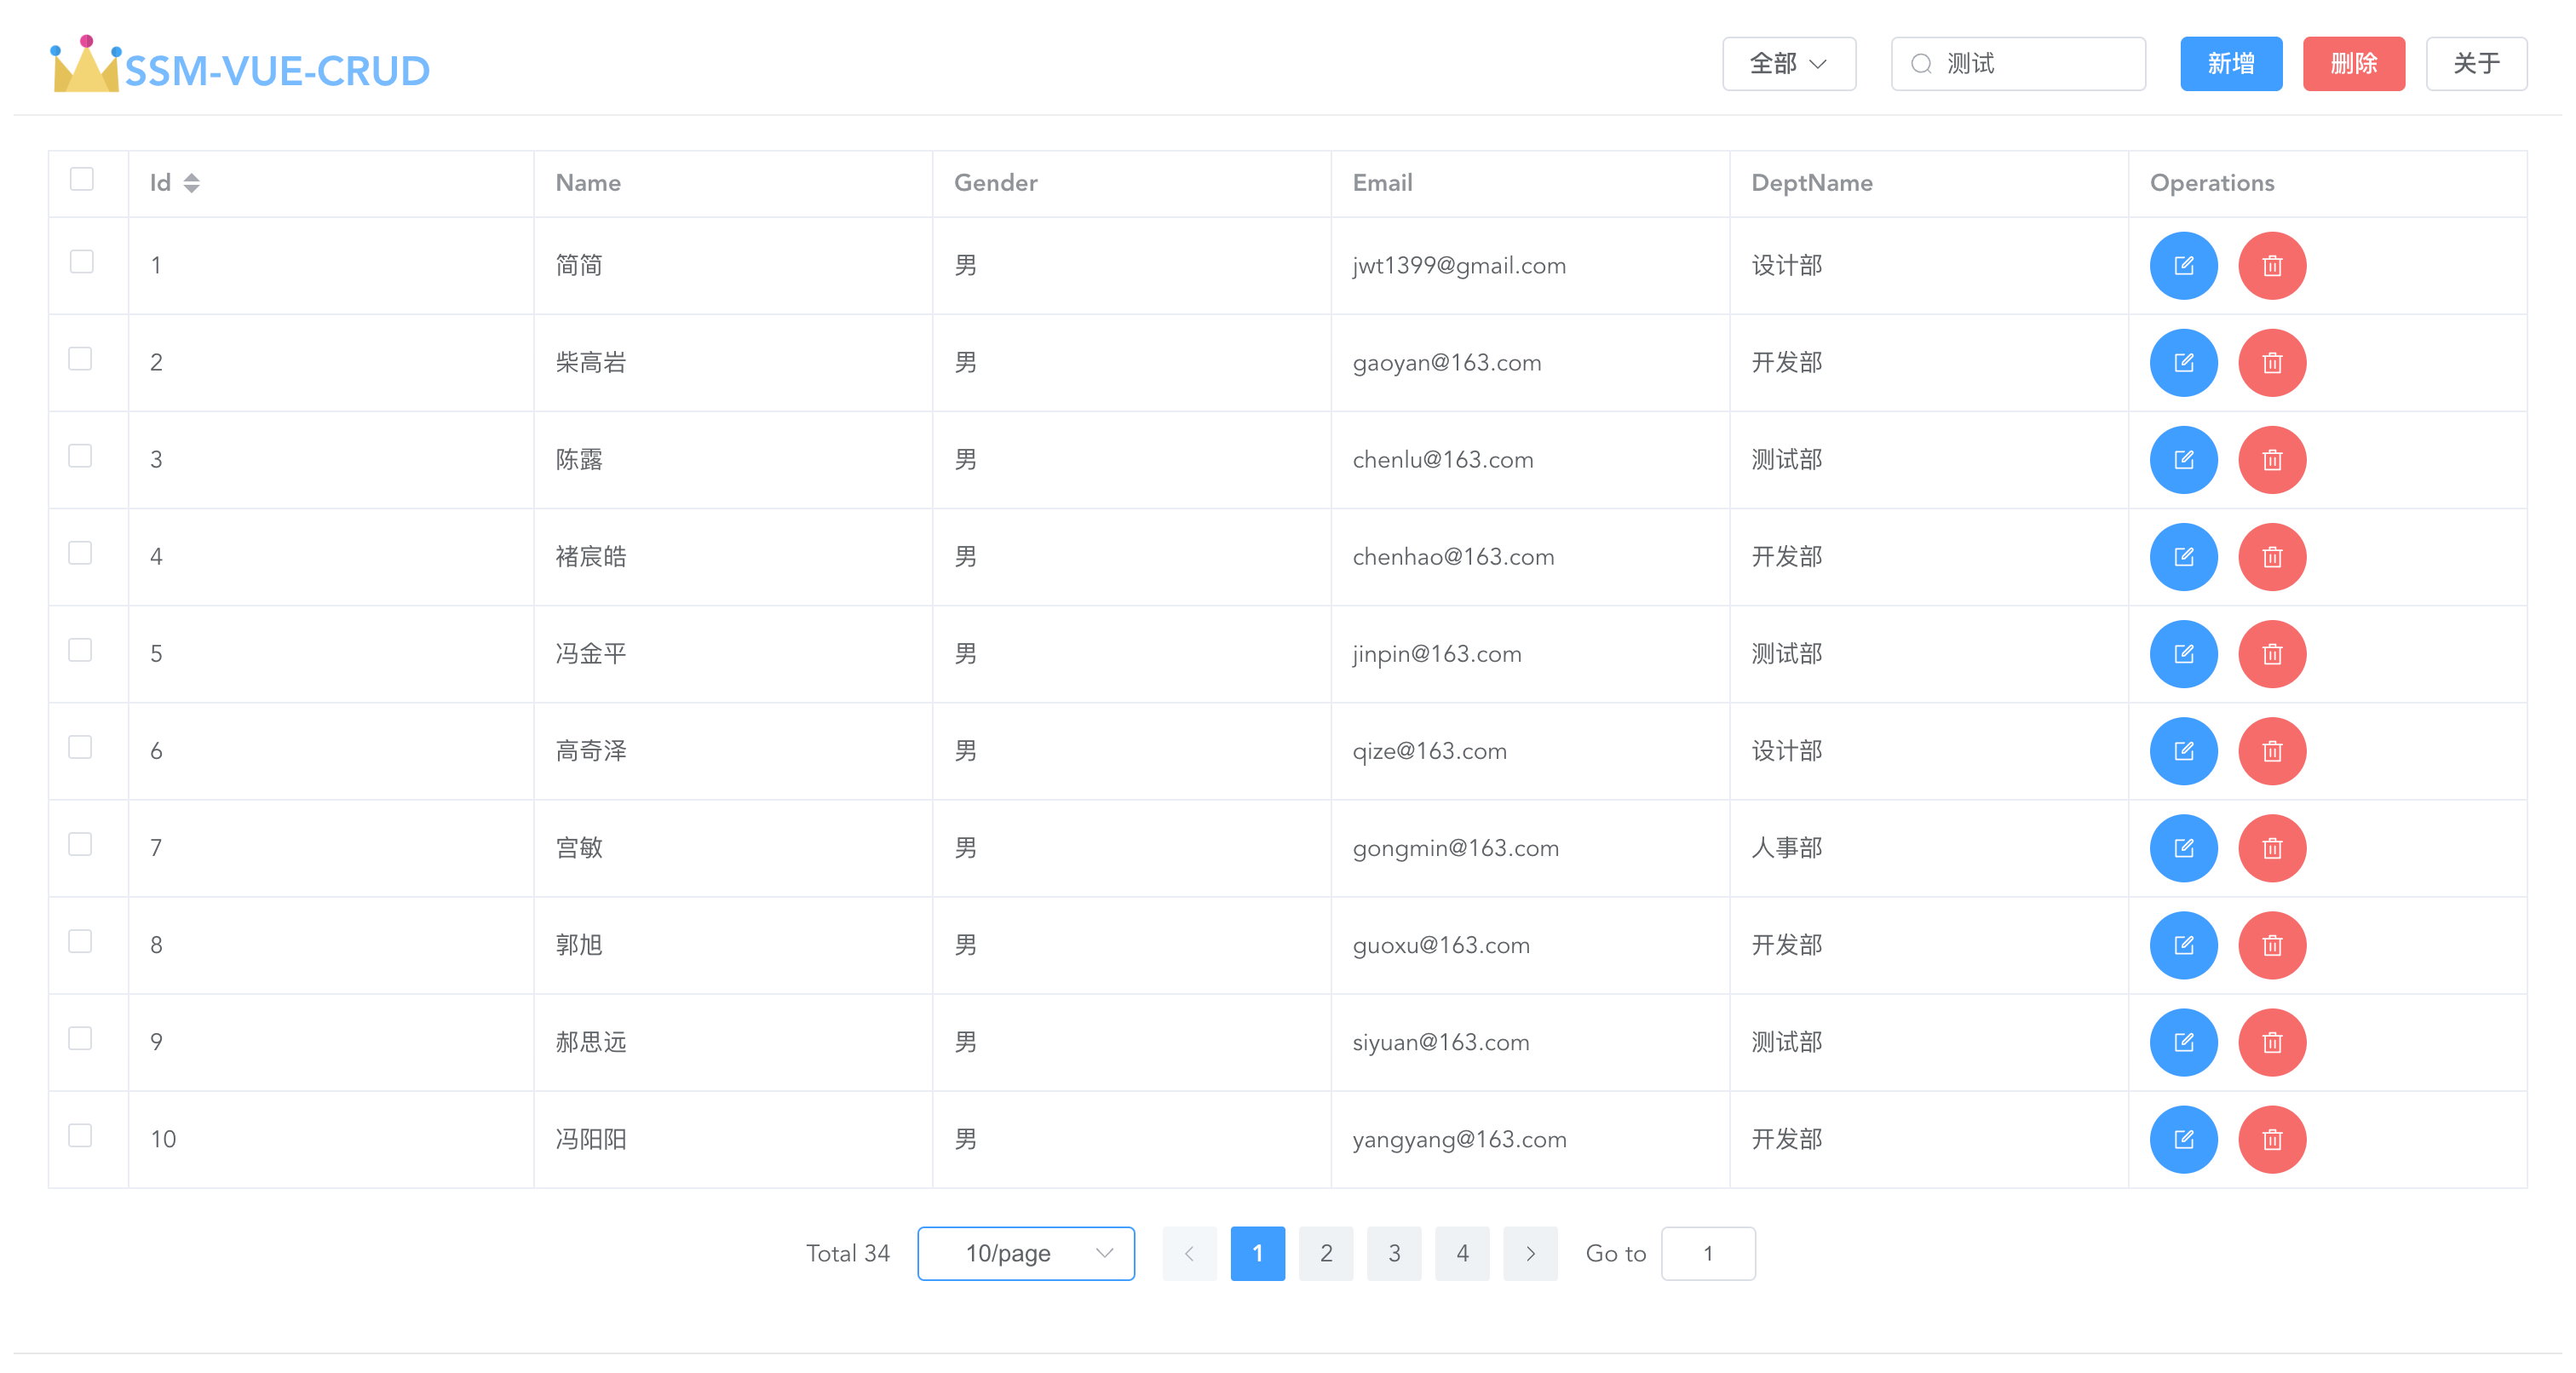 SSM-VUE-CRUD 全部 测试 新增 删除 关于
Id Name Gender Email DeptName Operations
1 简简 男 jwt1399@gmail.com 设计部
2 柴高岩 男 gaoyan@163.com 开发部
3 陈露 男 chenlu@163.com 测试部
4 褚宸皓 男 chenhao@163.com 开发部
5 冯金平 男 jinpin@163.com 测试部
6 高奇泽 男 qize@163.com 设计部
7 宫敏 男 gongmin@163.com 人事部
8 郭旭 男 guoxu@163.com 开发部
9 郝思远 男 siyuan@163.com 测试部
10 冯阳阳 男 yangyang@163.com 开发部
Total 34 10/page 1 2 3 4 Go to 1